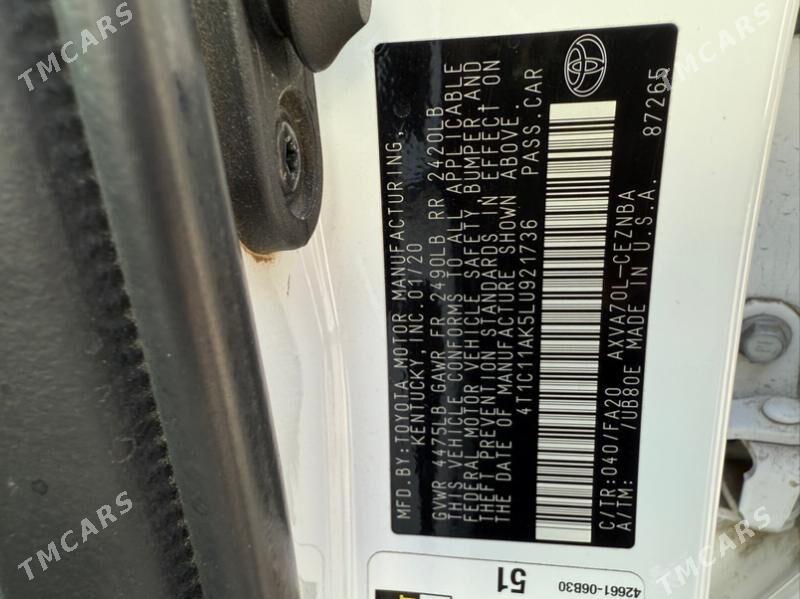 MFD. BY: TOYOTA MOTOR MANUFACTURING,
KENTUCKY, INC. 01/20
GVWR 4475LB GAWR FR 2490LB RR 2420LB
THIS VEHICLE CONFORMS TO ALL APPLICABLE
FEDERAL MOTOR VEHICLE SAFETY, BUMPER, AND
THEFT PREVENTION STANDARDS IN EFFECT ON
THE DATE OF MANUFACTURE SHOWN ABOVE.
4T1C11AK5LU921736 PASS.CAR
C/TR:040/FA20 AXVA70L-CEZNBA
A/TM: /UB80E MADE IN U.S.A. 87265
51
42661-06B30
TMCARS
TMCARS
TMCARS
TMCARS
TMCARS